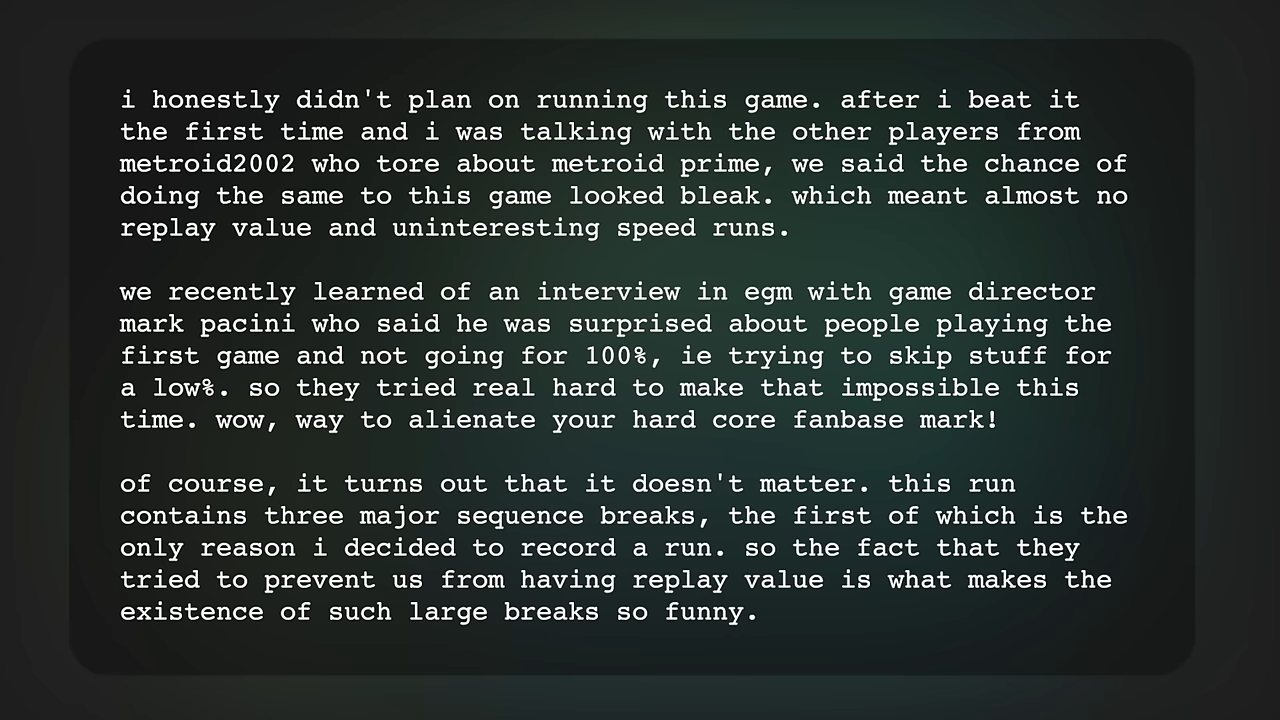 i honestly didn't plan on running this game. after i beat it
the first time and i was talking with the other players from
metroid2002 who tore about metroid prime, we said the chance of
doing the same to this game looked bleak. which meant almost no
replay value and uninteresting speed runs.
we recently learned of an interview in egm with game director
mark pacini who said he was surprised about people playing the
first game and not going for 100%, ie trying to skip stuff for
a low%. so they tried real hard to make that impossible this
time. wow, way to alienate your hard core fanbase mark!
of course, it turns out that it doesn't matter. this run
contains three major sequence breaks, the first of which is the
only reason i decided to record a run. so the fact that they
tried to prevent us from having replay value is what makes the
existence of such large breaks so funny.